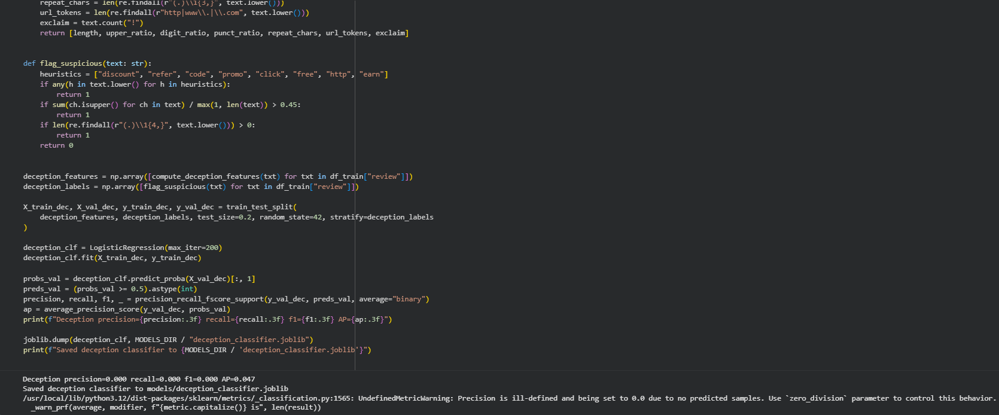 repeat_chars = len(re.findall(r"(.)\\1{3,}", text.lower()))
    url_tokens = len(re.findall(r"http|www\\.|\\.com", text.lower()))
    exclaim = text.count("!")
    return [length, upper_ratio, digit_ratio, punct_ratio, repeat_chars, url_tokens, exclaim]
def flag_suspicious(text: str):
    heuristics = ["discount", "refer", "code", "promo", "click", "free", "http", "earn"]
    if any(h in text.lower() for h in heuristics):
        return 1
    if sum(ch.isupper() for ch in text) / max(1, len(text)) > 0.45:
        return 1
    if len(re.findall(r"(.)\\1{4,}", text.lower())) > 0:
        return 1
    return 0
deception_features = np.array([compute_deception_features(txt) for txt in df_train["review"]])
deception_labels = np.array([flag_suspicious(txt) for txt in df_train["review"]])
X_train_dec, X_val_dec, y_train_dec, y_val_dec = train_test_split(
    deception_features, deception_labels, test_size=0.2, random_state=42, stratify=deception_labels
)
deception_clf = LogisticRegression(max_iter=200)
deception_clf.fit(X_train_dec, y_train_dec)
probs_val = deception_clf.predict_proba(X_val_dec)[:, 1]
preds_val = (probs_val >= 0.5).astype(int)
precision, recall, f1, _ = precision_recall_fscore_support(y_val_dec, preds_val, average="binary")
ap = average_precision_score(y_val_dec, probs_val)
print(f"Deception precision={precision:.3f} recall={recall:.3f} f1={f1:.3f} AP={ap:.3f}")
joblib.dump(deception_clf, MODELS_DIR / "deception_classifier.joblib")
print(f"Saved deception classifier to {MODELS_DIR / 'deception_classifier.joblib'}")
Deception precision=0.000 recall=0.000 f1=0.000 AP=0.047
Saved deception classifier to models/deception_classifier.joblib
/usr/local/lib/python3.12/dist-packages/sklearn/metrics/_classification.py:1565: UndefinedMetricWarning: Precision is ill-defined and being set to 0.0 due to no predicted samples. Use `zero_division` parameter to control this behavior.
  _warn_prf(average, modifier, f"{metric.capitalize()} is", len(result))